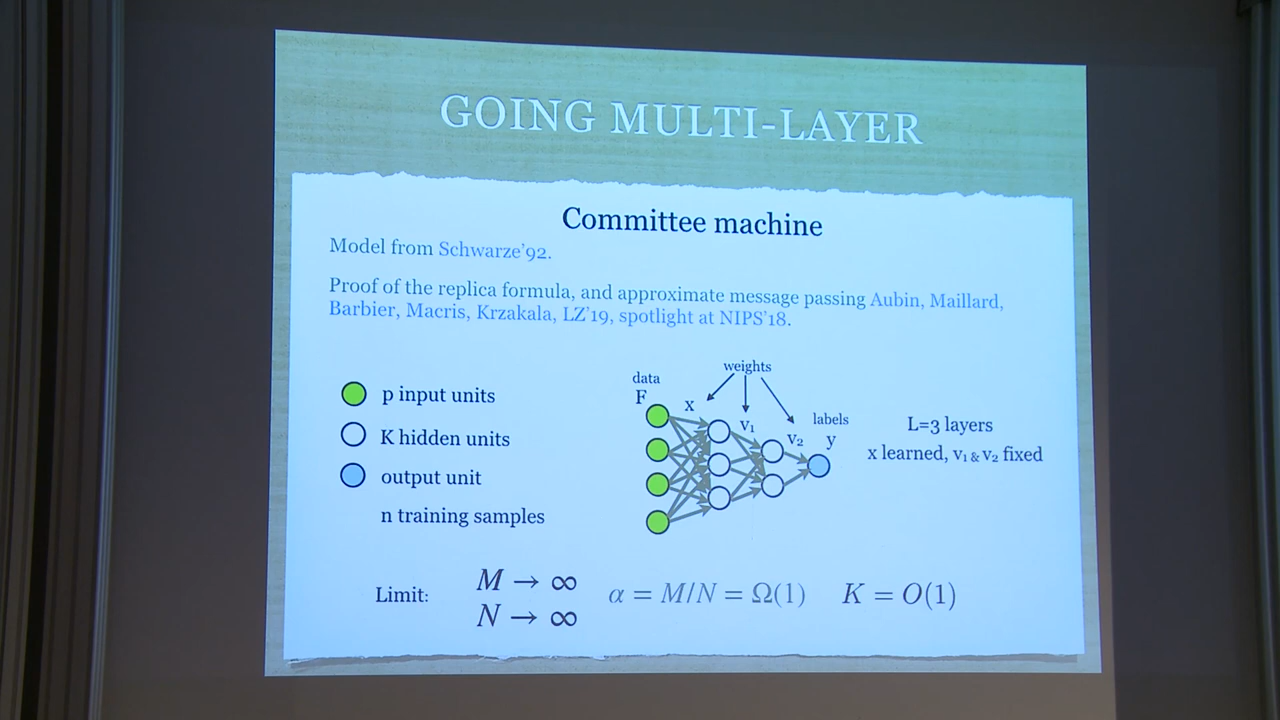 GOING MULTI-LAYER
Committee machine
Model from Schwarze'92.
Proof of the replica formula, and approximate message passing Aubin, Maillard,
Barbier, Macris, Krzakala, LZ'19, spotlight at NIPS'18.
p input units
K hidden units
output unit
n training samples
weights
data
F
x
v₁
v₂
labels
y
L=3 layers
x learned, v₁ & v₂ fixed
Limit:
M → ∞
N → ∞
α = M/N = Ω(1)
K = O(1)